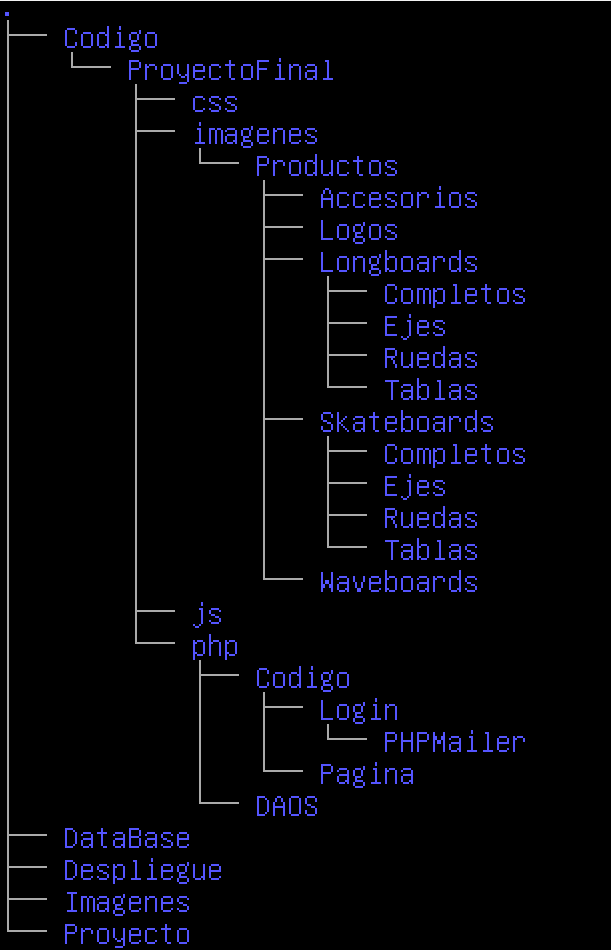 .
Codigo
ProyectoFinal
css
imagenes
Productos
Accesorios
Logos
Longboards
Completos
Ejes
Ruedas
Tablas
Skateboards
Completos
Ejes
Ruedas
Tablas
Waveboards
js
php
Codigo
Login
PHPMailer
Pagina
DAOS
DataBase
Despliegue
Imagenes
Proyecto